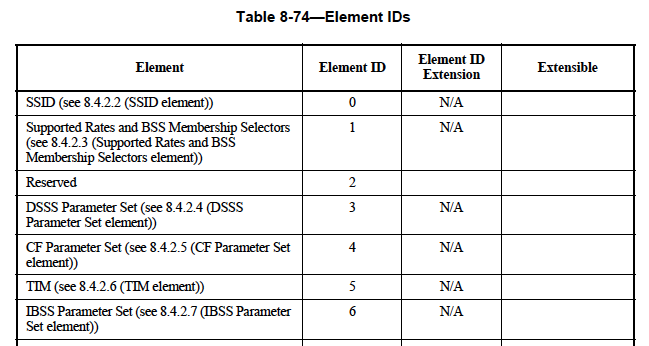 Table 8-74—Element IDs
Element Element ID Element ID Extension Extensible
SSID (see 8.4.2.2 (SSID element)) 0 N/A
Supported Rates and BSS Membership Selectors 1 N/A
(see 8.4.2.3 (Supported Rates and BSS
Membership Selectors element))
Reserved 2
DSSS Parameter Set (see 8.4.2.4 (DSSS 3 N/A
Parameter Set element))
CF Parameter Set (see 8.4.2.5 (CF Parameter Set 4 N/A
element))
TIM (see 8.4.2.6 (TIM element)) 5 N/A
IBSS Parameter Set (see 8.4.2.7 (IBSS Parameter 6 N/A
Set element))